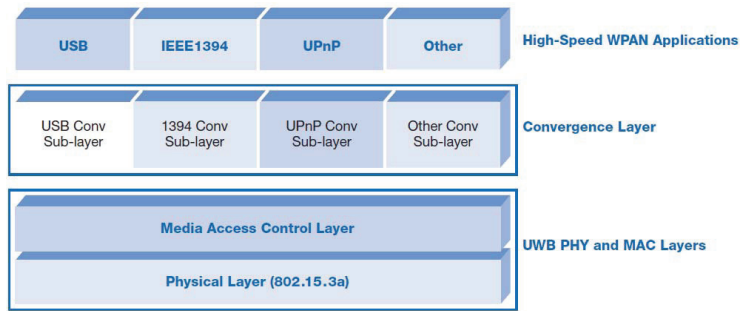 USB IEEE1394 UPnP Other High-Speed WPAN Applications
USB Conv 1394 Conv UPnP Conv Other Conv
Sub-layer Sub-layer Sub-layer Sub-layer
Convergence Layer
Media Access Control Layer
UWB PHY and MAC Layers
Physical Layer (802.15.3a)